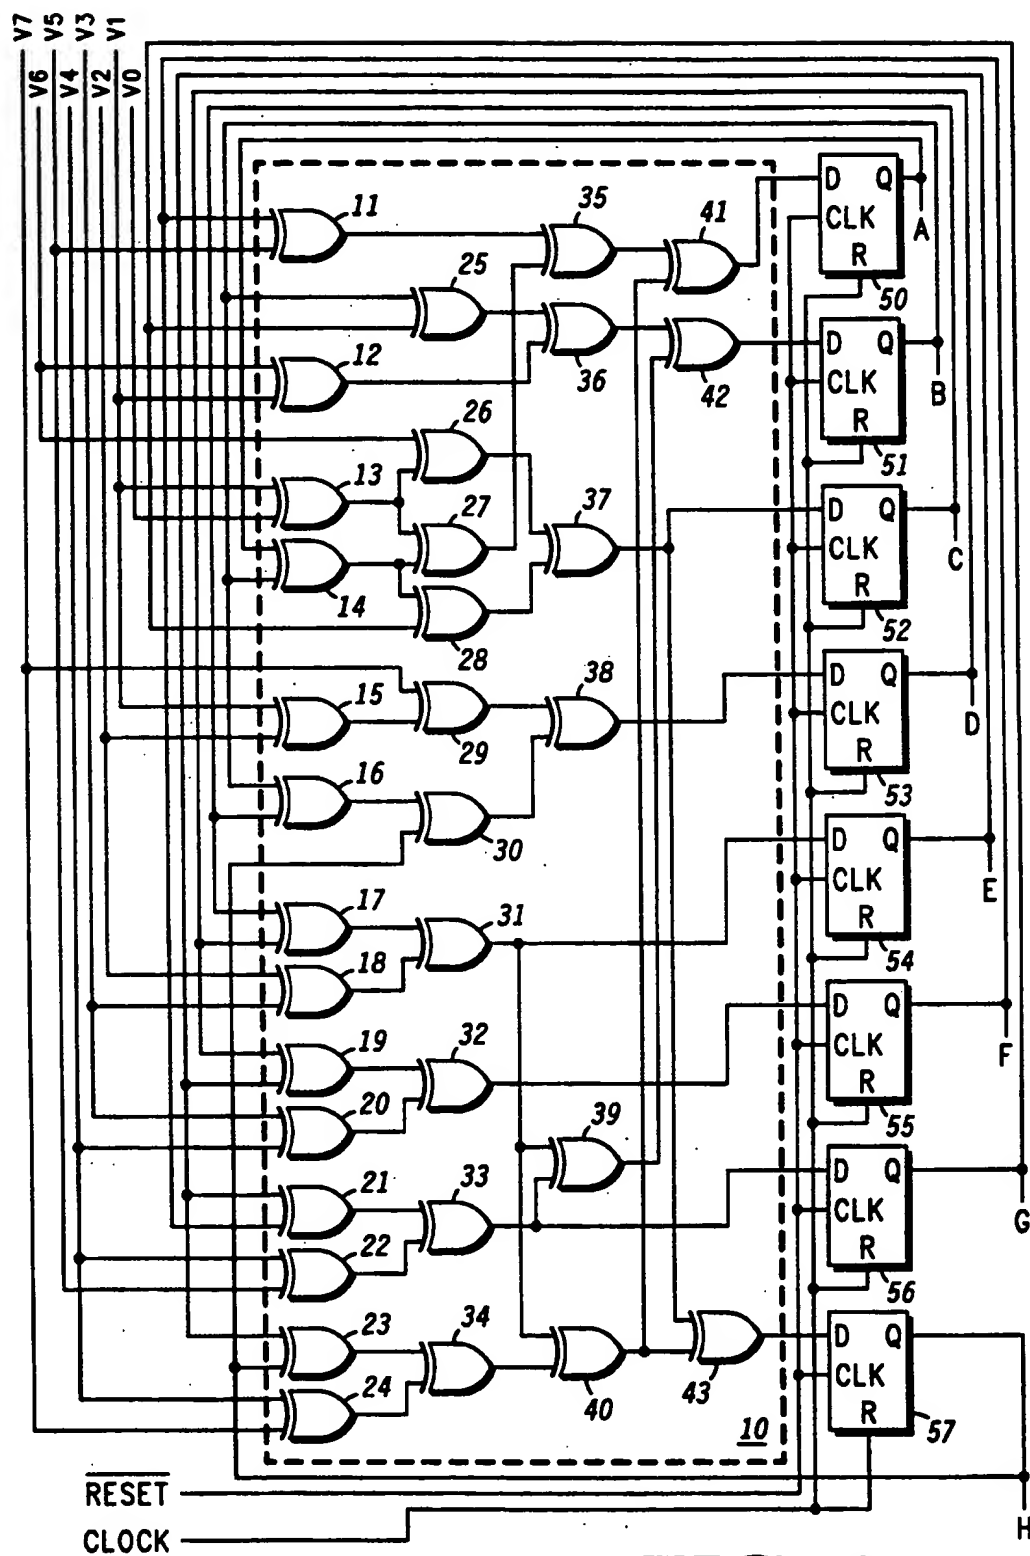 V7 V5 V3 V1
V6 V4 V2 V0
11
35
41
D Q
CLK
R
A
50
25
12
36
42
D Q
CLK
R
B
51
26
13
27
37
D Q
CLK
R
C
14
28
52
15
38
D Q
CLK
R
D
29
53
16
30
D Q
CLK
R
E
17
31
54
18
D Q
CLK
R
F
19
32
55
20
39
D Q
CLK
R
G
21
33
56
22
23
34
D Q
CLK
R
24
40
43
57
10
RESET
CLOCK
H